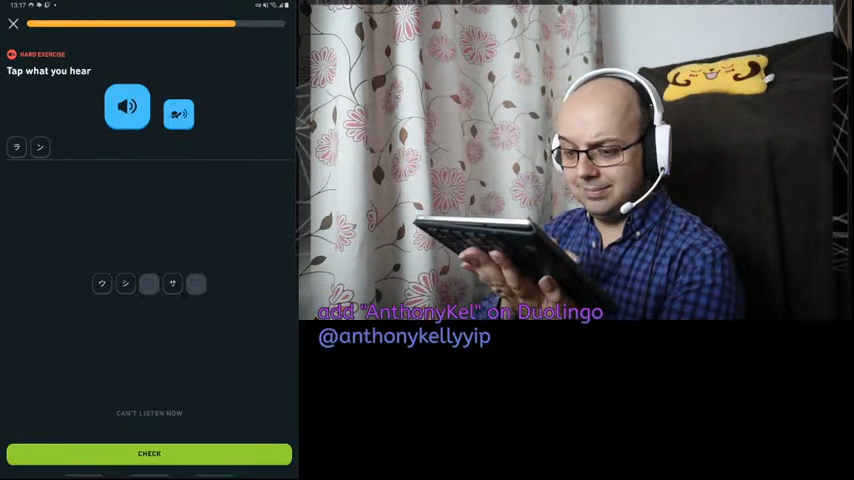 13.17
HARD EXERCISE
Tap what you hear
ラ ン
ウ シ サ
CAN'T LISTEN NOW
CHECK
add "AnthonyKel" on Duolingo
@anthonykellyyip